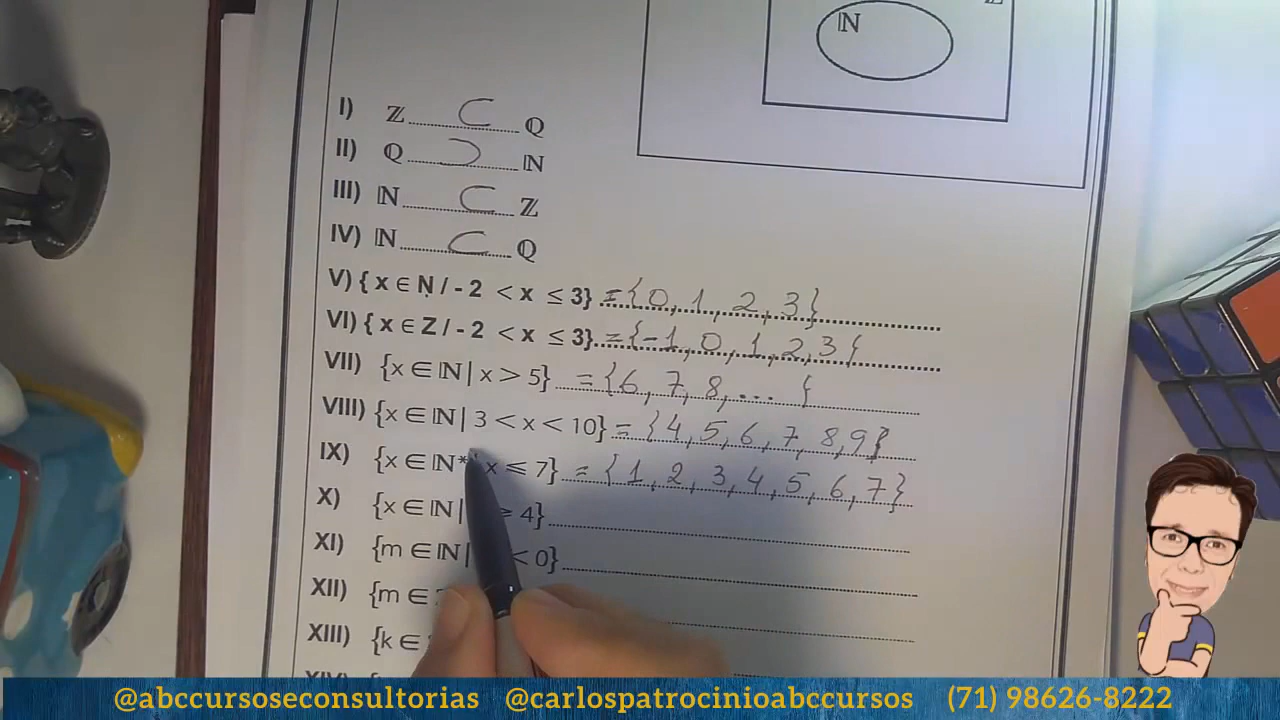 ℤ
ℕ
I) ℤ ⊂ ℚ
II) ℚ ⊃ ℕ
III) ℕ ⊂ ℤ
IV) ℕ ⊂ ℚ
V) { x ∈ N / - 2 < x ≤ 3} = {0, 1, 2, 3}
VI) { x ∈ Z / - 2 < x ≤ 3} = {-1, 0, 1, 2, 3 {
VII) {x ∈ ℕ | x > 5} = {6, 7, 8, ... {
VIII) {x ∈ ℕ | 3 < x < 10} = {4, 5, 6, 7, 8, 9}
IX) {x ∈ ℕ* x ≤ 7} = {1, 2, 3, 4, 5, 6, 7}
X) {x ∈ ℕ | ≥ 4}
XI) {m ∈ ℕ | < 0}
XII) {m ∈
XIII) {k ∈
@abccursoseconsultorias @carlospatrocinioabccursos (71) 98626-8222